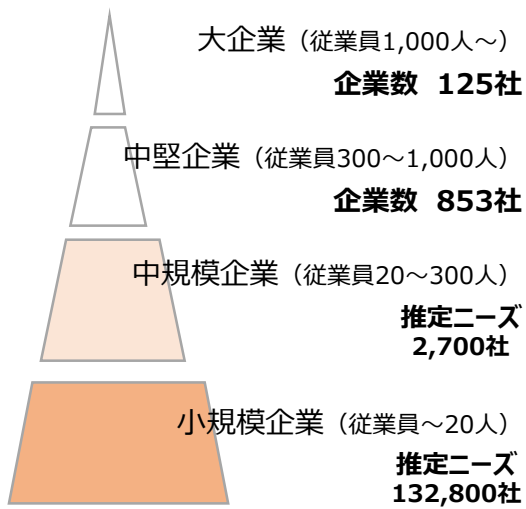 大企業（従業員1,000人～）
企業数 125社
中堅企業（従業員300～1,000人）
企業数 853社
中規模企業（従業員20～300人）
推定ニーズ
2,700社
小規模企業（従業員～20人）
推定ニーズ
132,800社